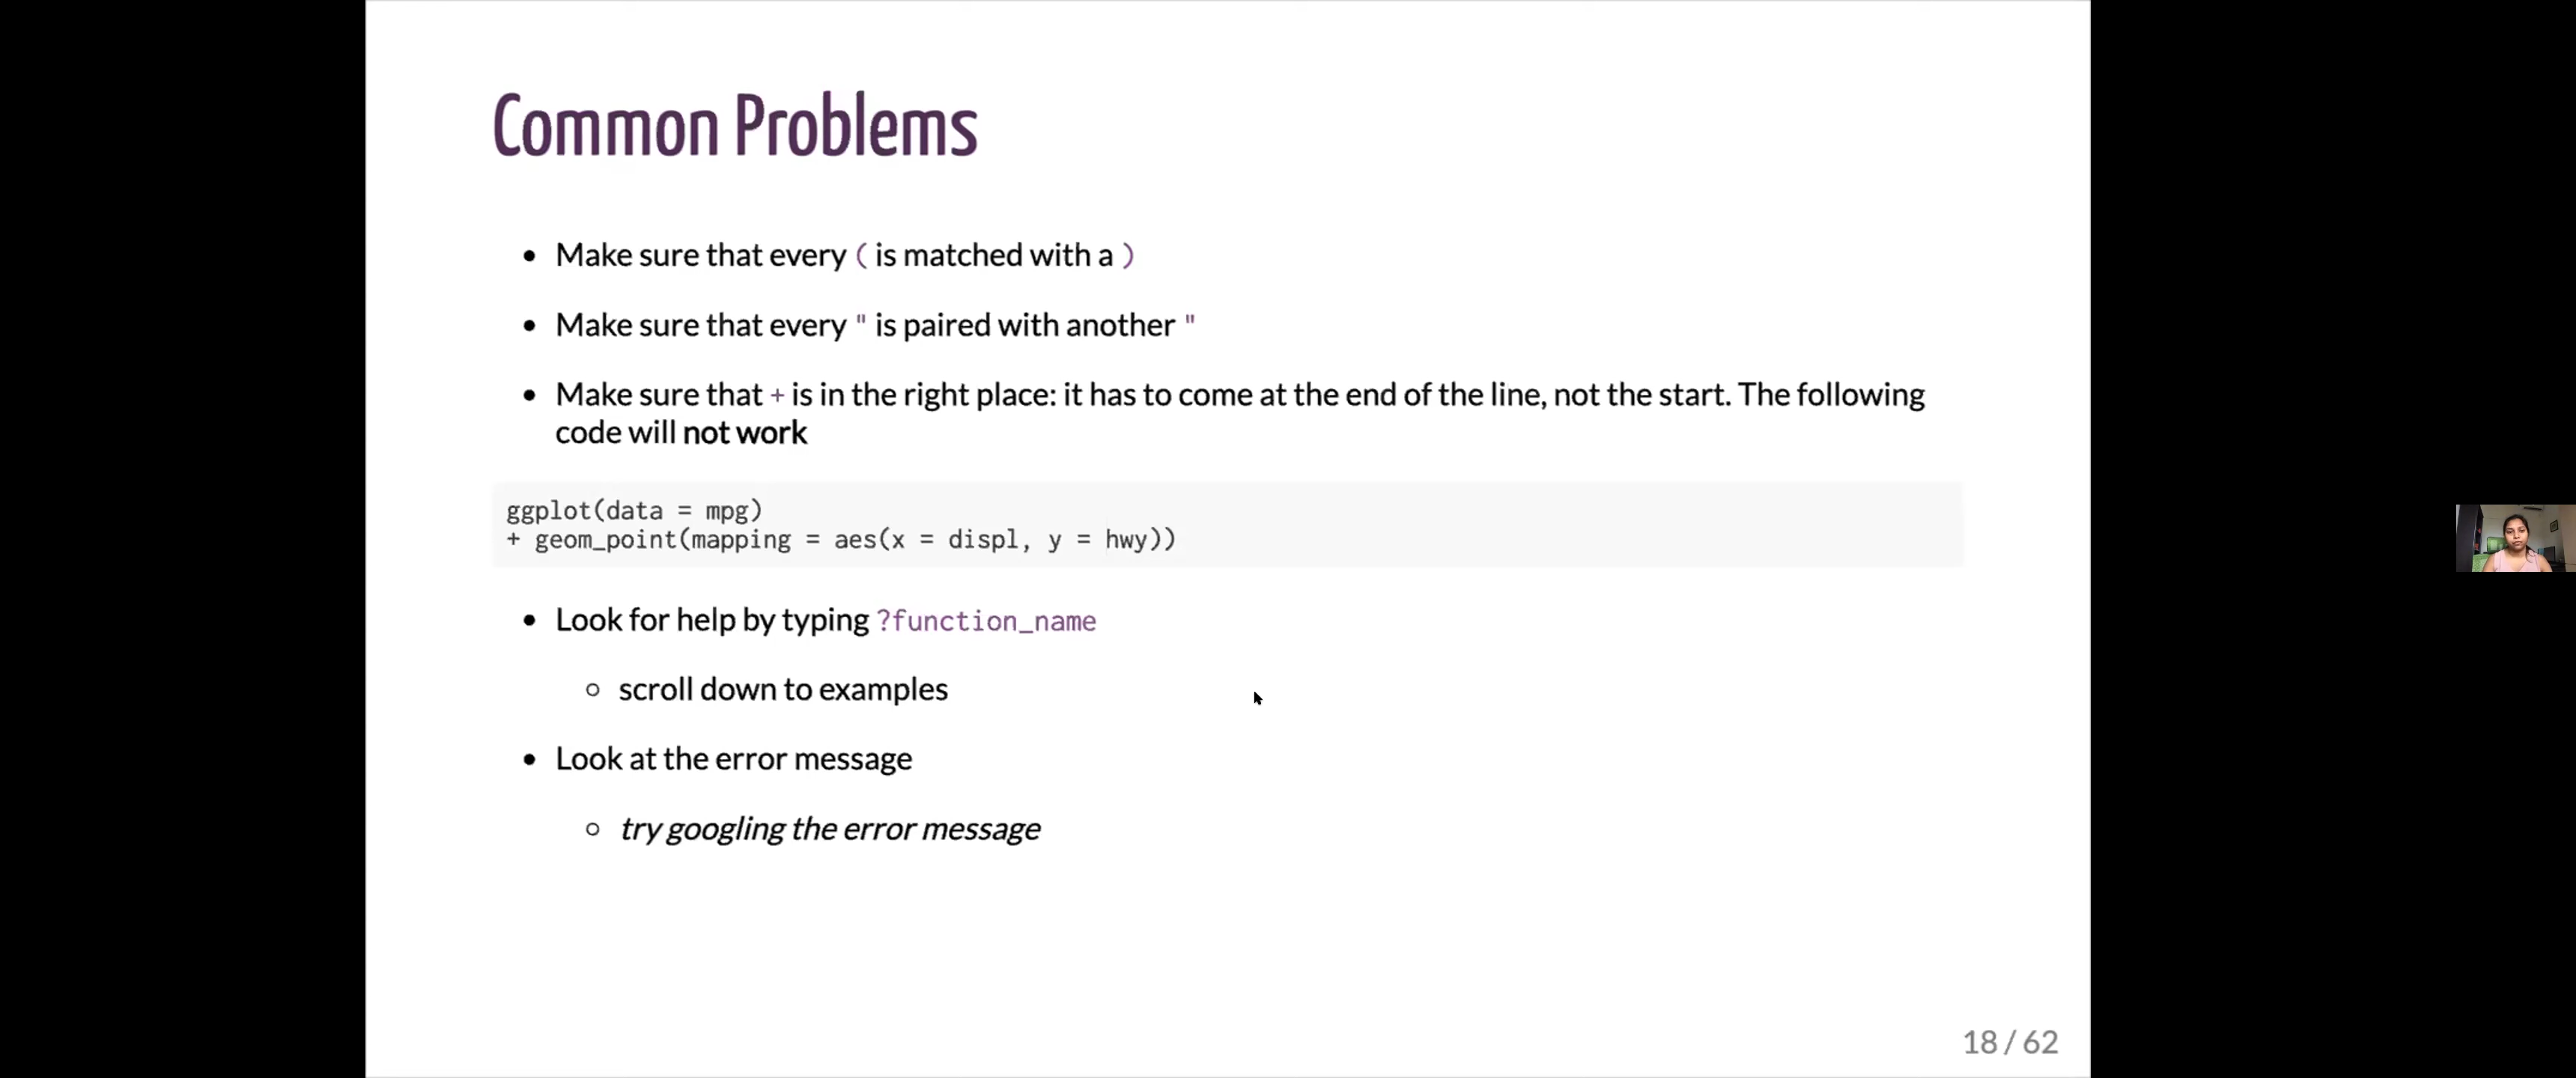 Common Problems
Make sure that every ( is matched with a )
Make sure that every " is paired with another "
Make sure that + is in the right place: it has to come at the end of the line, not the start. The following
code will not work
ggplot(data = mpg)
+ geom_point(mapping = aes(x = displ, y = hwy))
Look for help by typing ?function_name
scroll down to examples
Look at the error message
try googling the error message
18 / 62